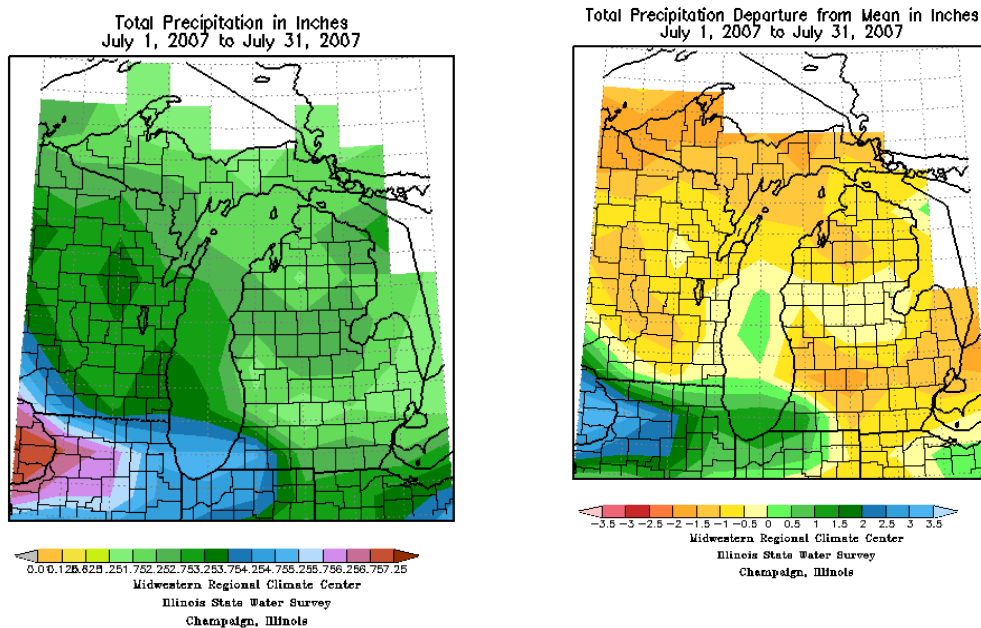 Total Precipitation in Inches
July 1, 2007 to July 31, 2007
Midwestern Regional Climate Center
Illinois State Water Survey
Champaign, Illinois
Total Precipitation Departure from Mean in Inches
July 1, 2007 to July 31, 2007
-3.5 -3 -2.5 -2 -1.5 -1 -0.5 0 0.5 1 1.5 2 2.5 3 3.5
Midwestern Regional Climate Center
Illinois State Water Survey
Champaign, Illinois